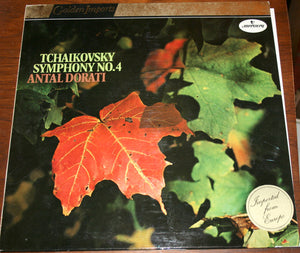 Golden Imports
mercury
TCHAIKOVSKY
SYMPHONY NO.4
ANTAL DORATI
Imported
from
Europe